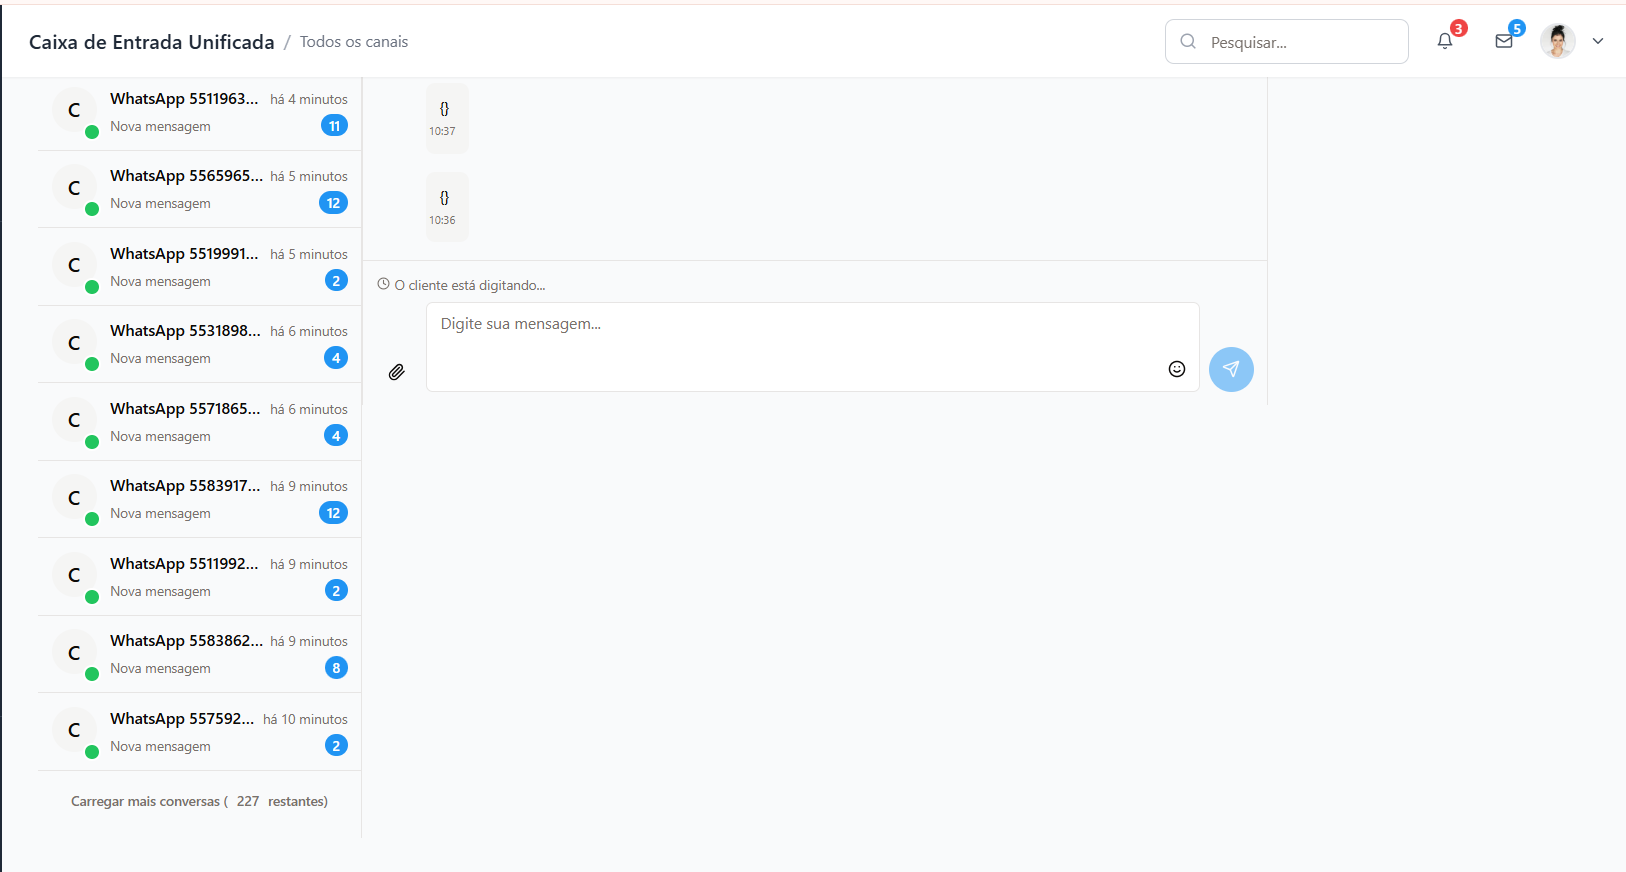 Caixa de Entrada Unificada / Todos os canais
Pesquisar...
3
5
C
WhatsApp 5511963... há 4 minutos
Nova mensagem 11
C
WhatsApp 5565965... há 5 minutos
Nova mensagem 12
C
WhatsApp 5519991... há 5 minutos
Nova mensagem 2
C
WhatsApp 5531898... há 6 minutos
Nova mensagem 4
C
WhatsApp 5571865... há 6 minutos
Nova mensagem 4
C
WhatsApp 5583917... há 9 minutos
Nova mensagem 12
C
WhatsApp 5511992... há 9 minutos
Nova mensagem 2
C
WhatsApp 5583862... há 9 minutos
Nova mensagem 8
C
WhatsApp 557592... há 10 minutos
Nova mensagem 2
Carregar mais conversas ( 227 restantes)
{}
10:37
{}
10:36
O cliente está digitando...
Digite sua mensagem...